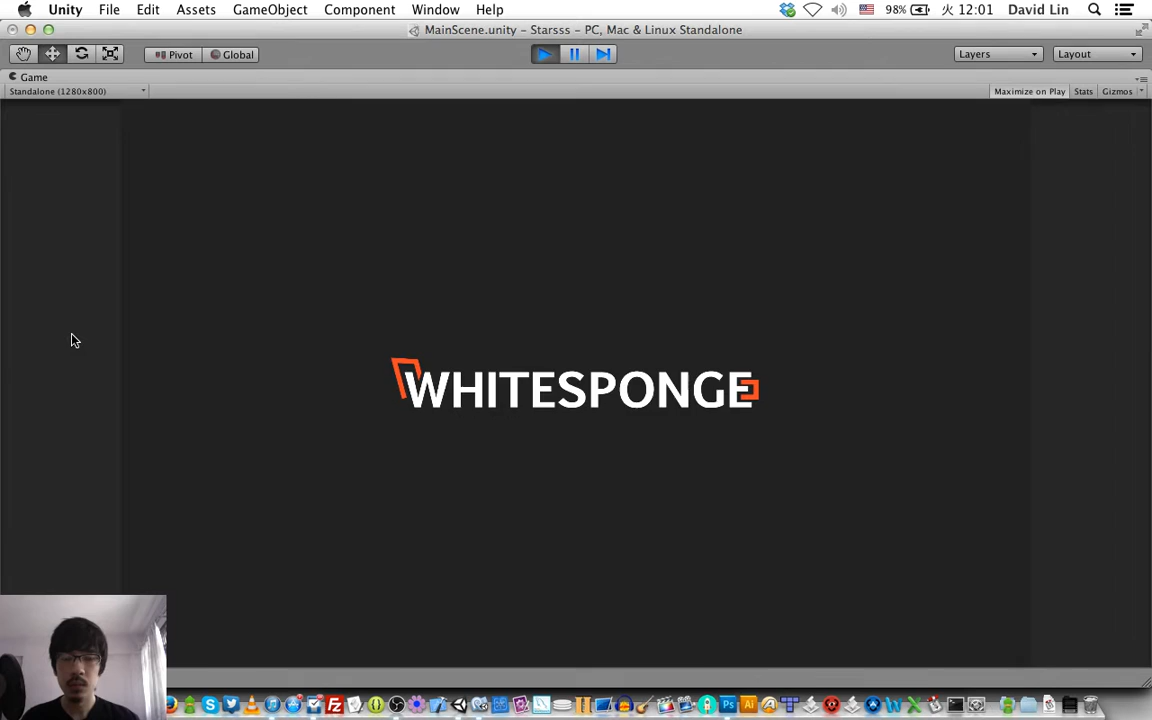 Unity File Edit Assets GameObject Component Window Help 98% 火 12:01 David Lin
MainScene.unity - Starsss - PC, Mac & Linux Standalone
Pivot Global Layers Layout
Game
Standalone (1280x800) Maximize on Play Stats Gizmos
WHITESPONGE